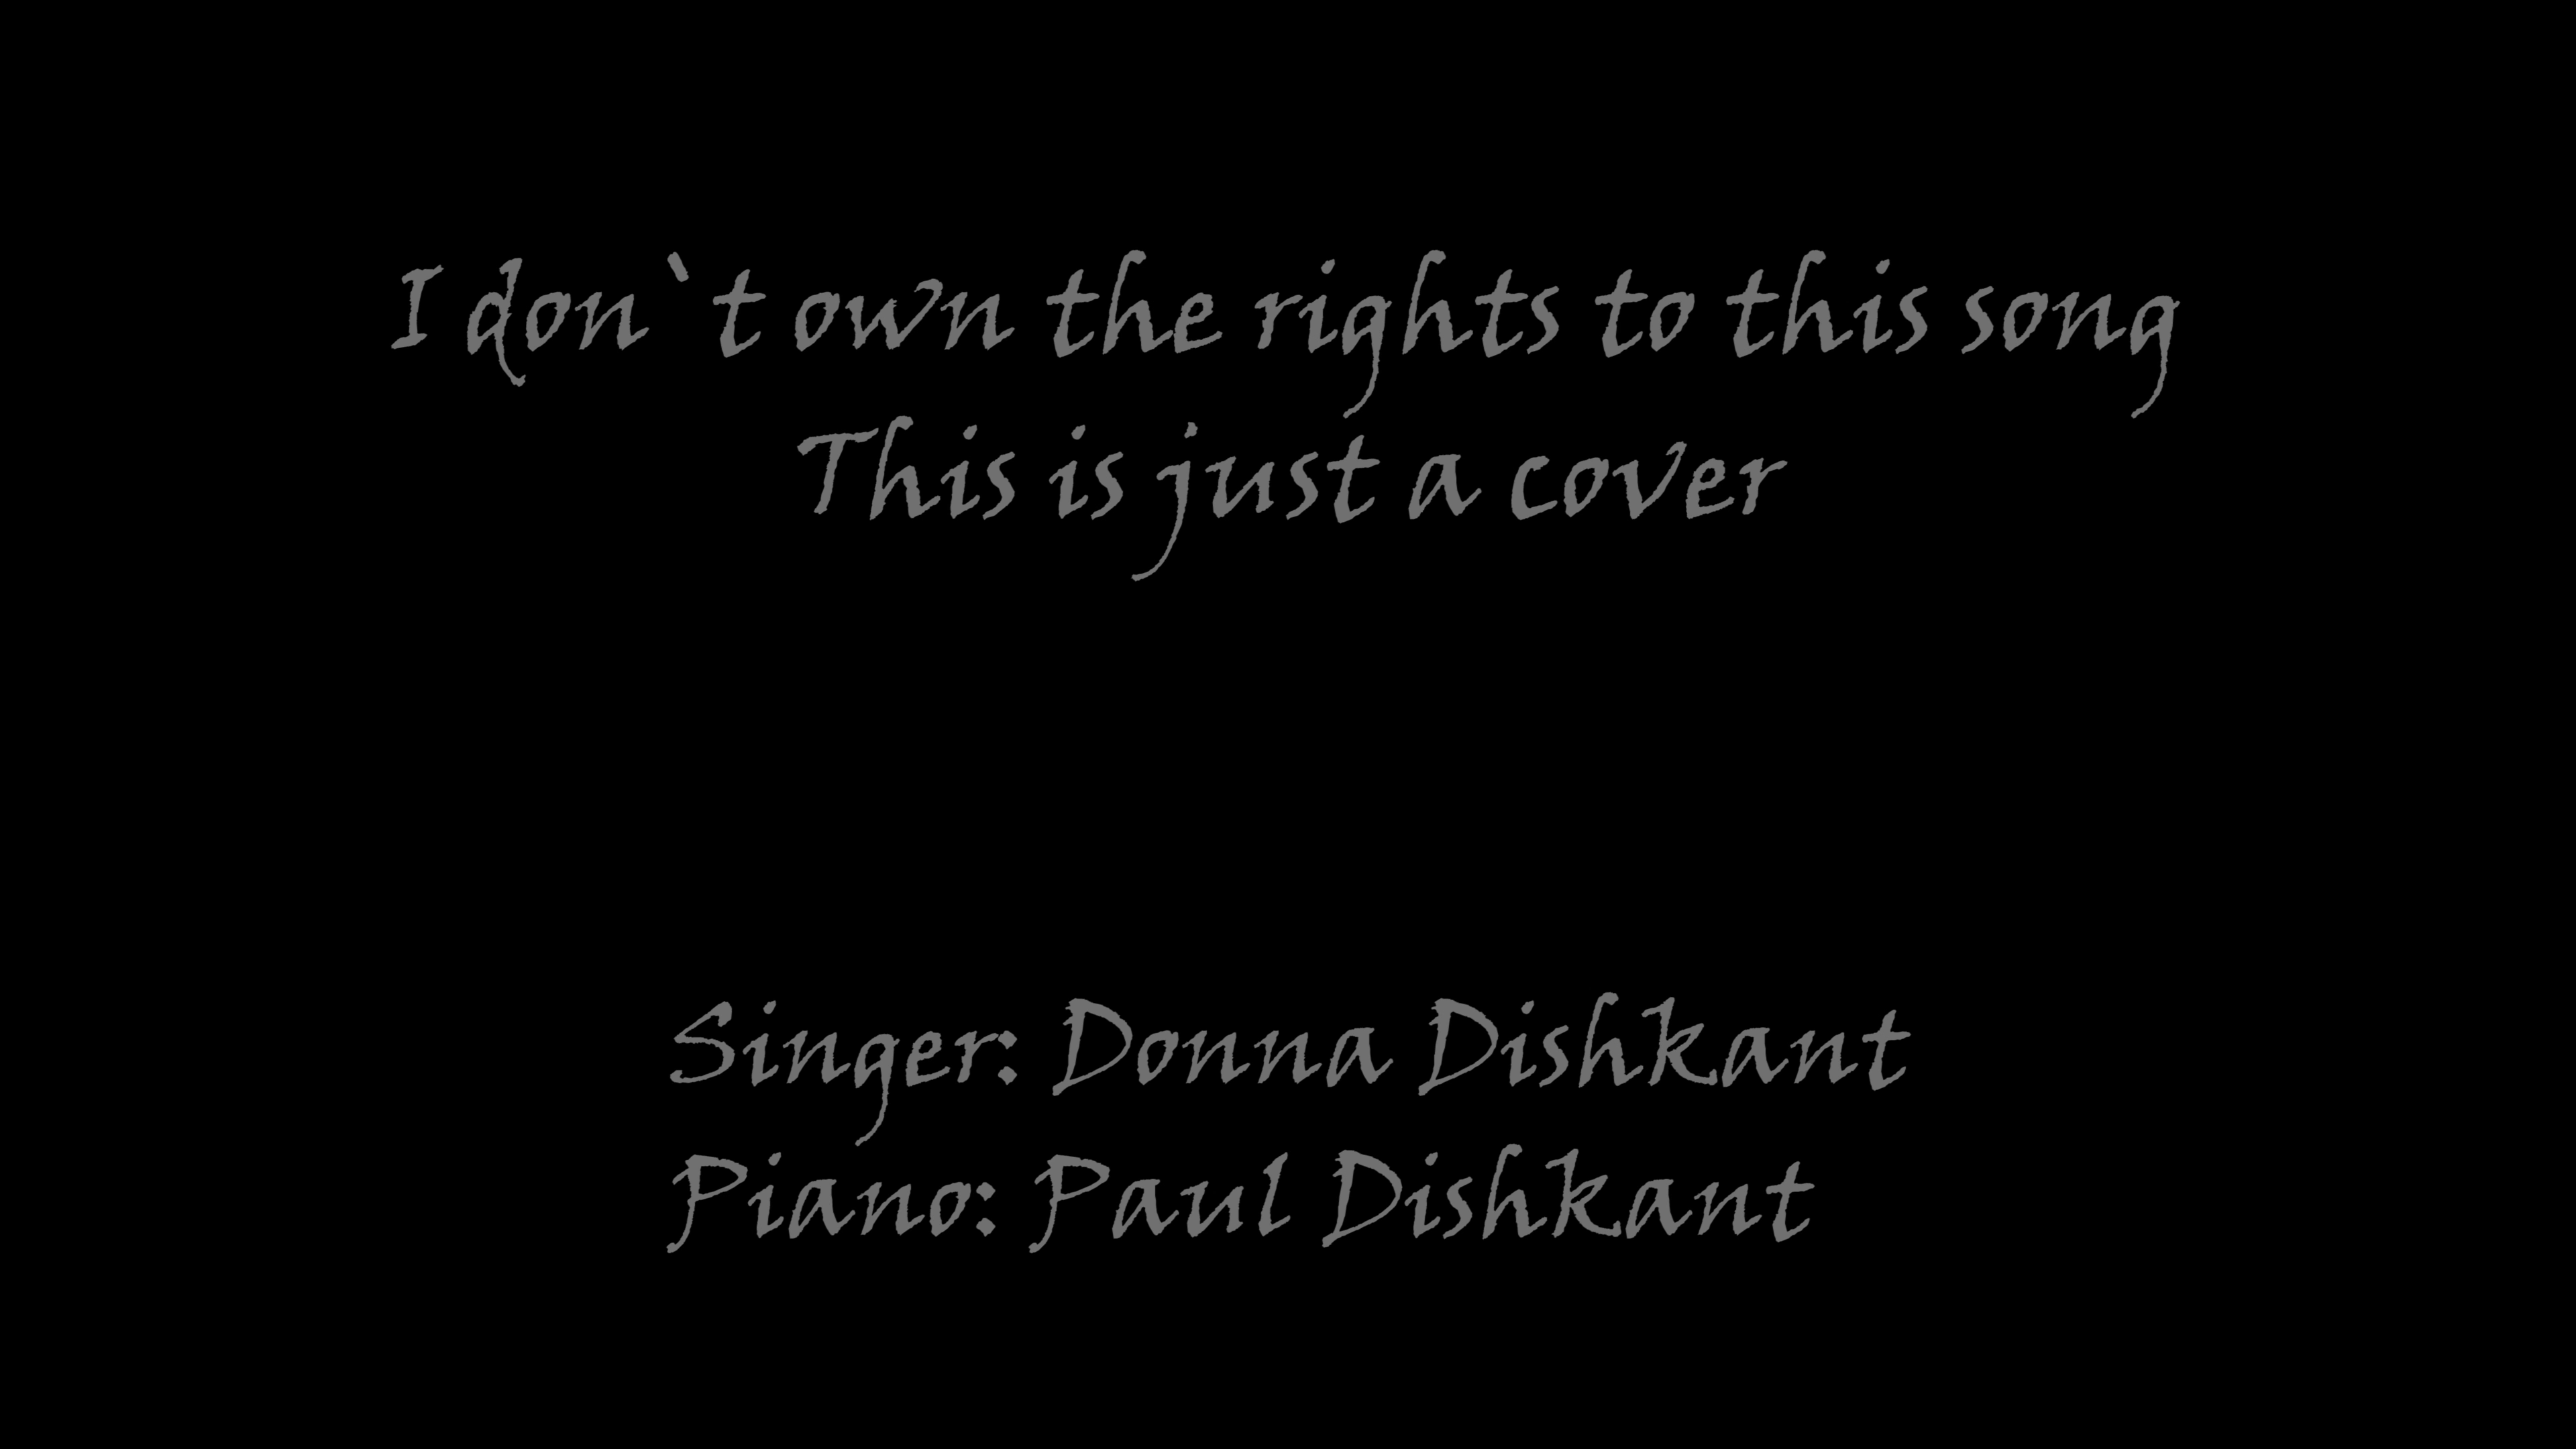 I don`t own the rights to this song
This is just a cover
Singer: Donna Dishkant
Piano: Paul Dishkant